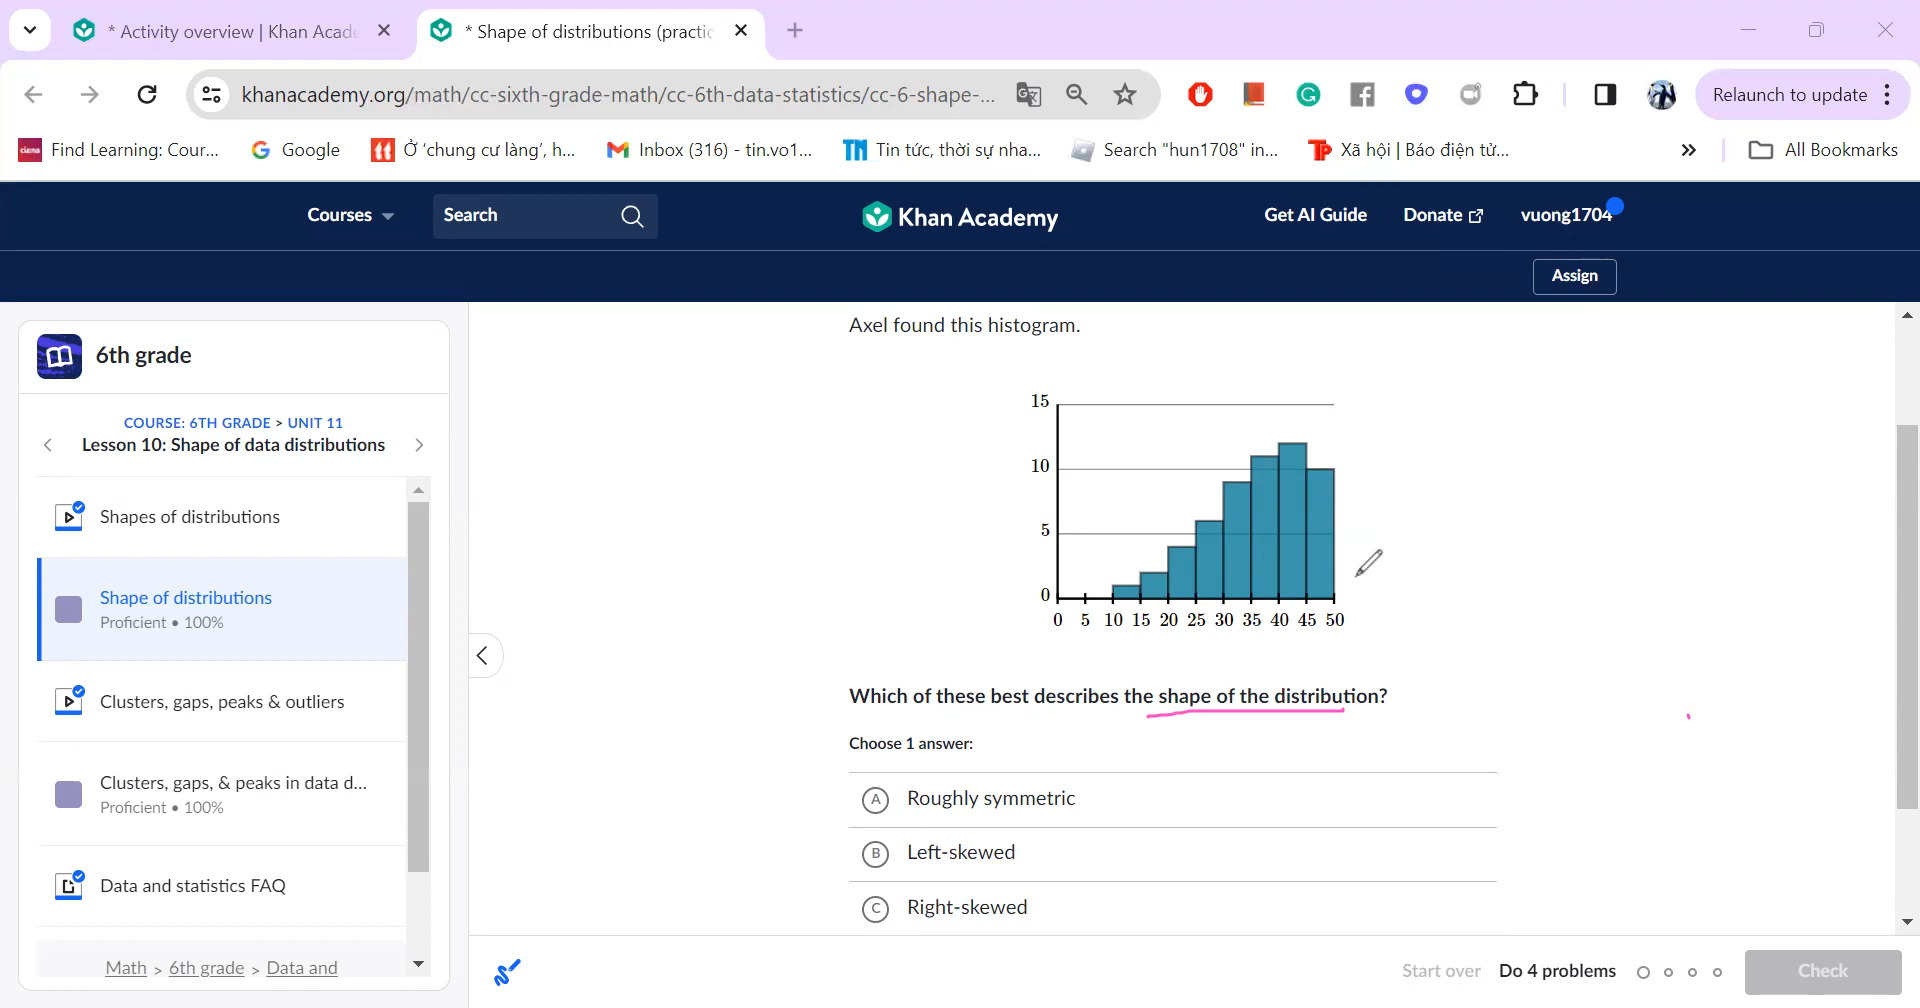 * Activity overview | Khan Acade
* Shape of distributions (practic
khanacademy.org/math/cc-sixth-grade-math/cc-6th-data-statistics/cc-6-shape-...
Relaunch to update
Find Learning: Cour...
Google
Ở 'chung cư làng', h...
Inbox (316) - tin.vo1...
Tin tức, thời sự nha...
Search "hun1708" in...
Xã hội | Báo điện tử...
All Bookmarks
Courses
Search
Khan Academy
Get AI Guide
Donate
vuong1704
Assign
6th grade
COURSE: 6TH GRADE > UNIT 11
Lesson 10: Shape of data distributions
Shapes of distributions
Shape of distributions
Proficient • 100%
Clusters, gaps, peaks & outliers
Clusters, gaps, & peaks in data d...
Proficient • 100%
Data and statistics FAQ
Math > 6th grade > Data and
Axel found this histogram.
15
10
5
0
0 5 10 15 20 25 30 35 40 45 50
Which of these best describes the shape of the distribution?
Choose 1 answer:
A Roughly symmetric
B Left-skewed
C Right-skewed
Start over Do 4 problems
Check